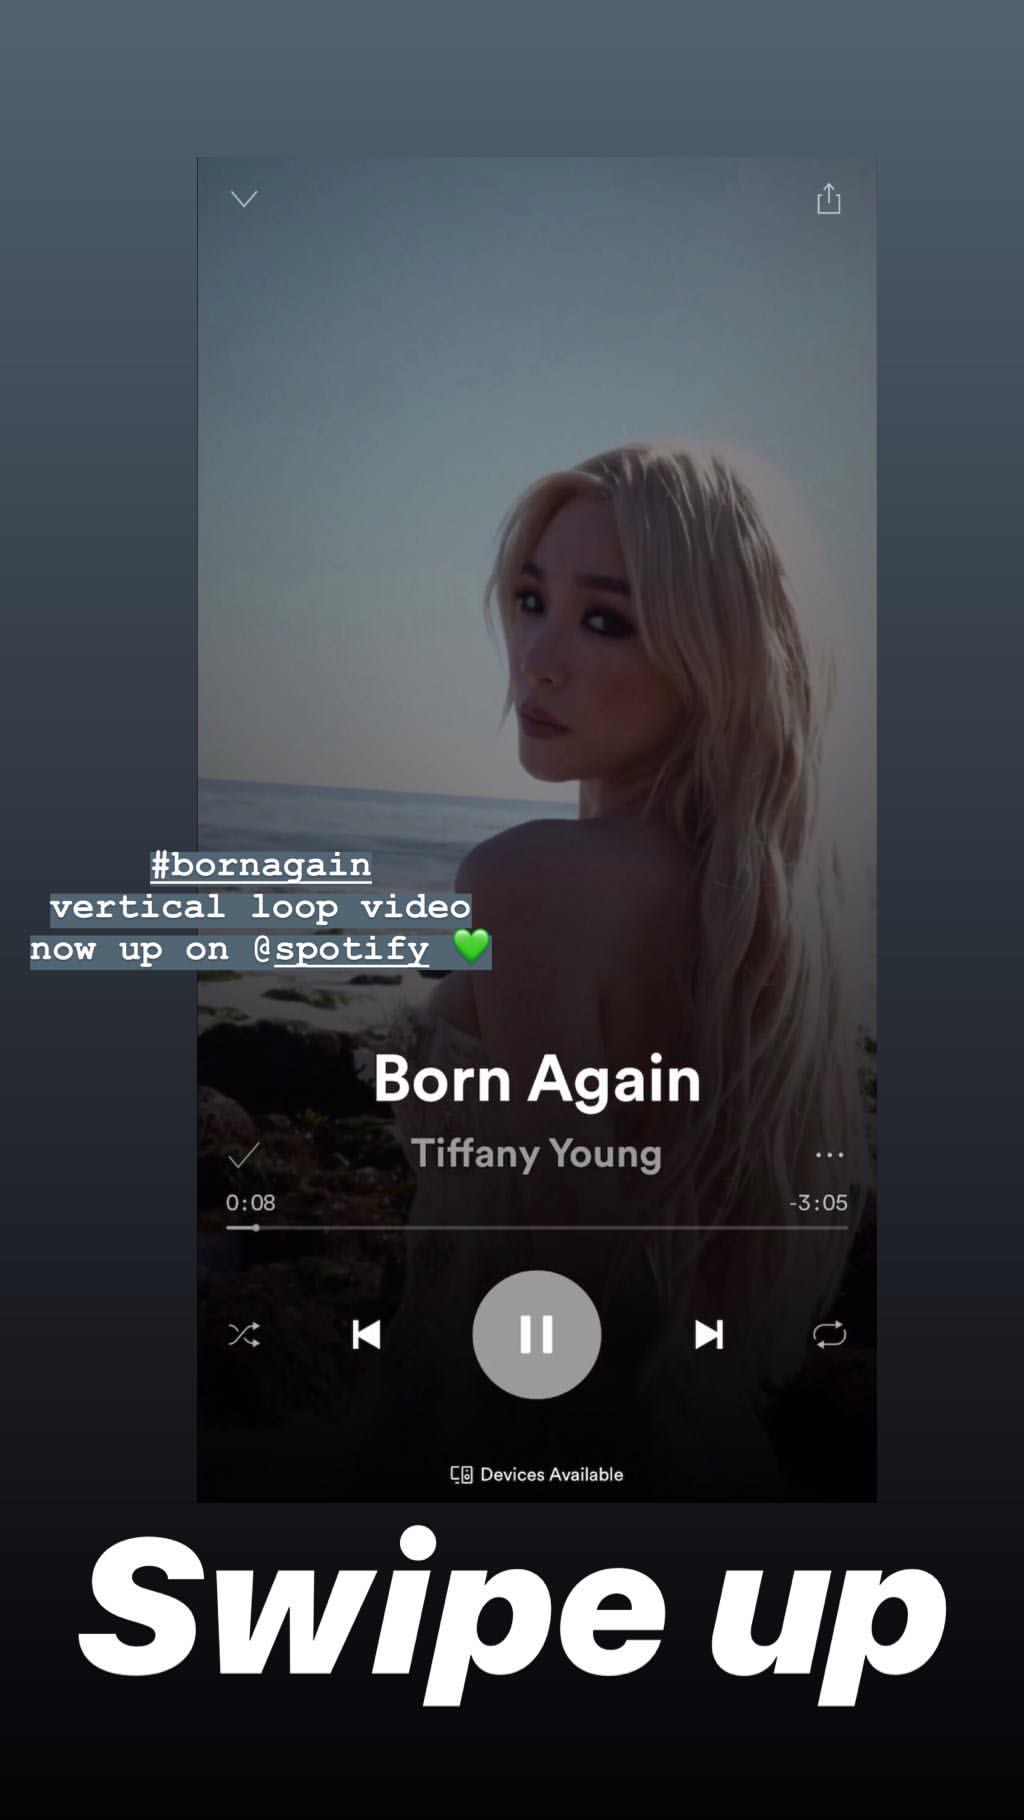 #bornagain
vertical loop video
now up on @spotify 💚
Born Again
Tiffany Young
0:08
-3:05
Devices Available
Swipe up